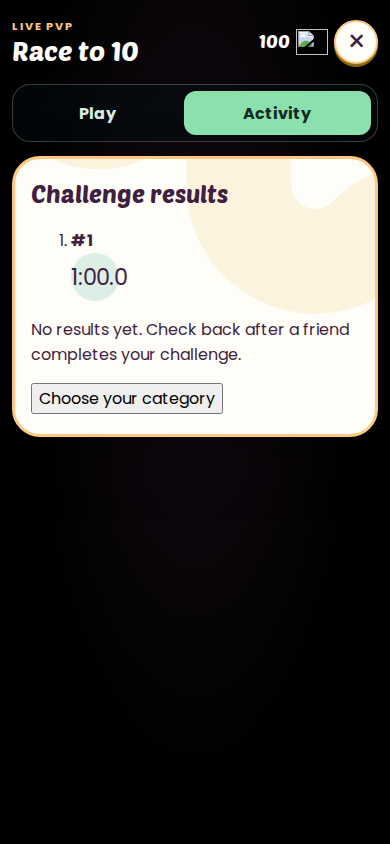 LIVE PVP
Race to 10
100
×
Play
Activity
Challenge results
1. #1
1:00.0
No results yet. Check back after a friend
completes your challenge.
Choose your category